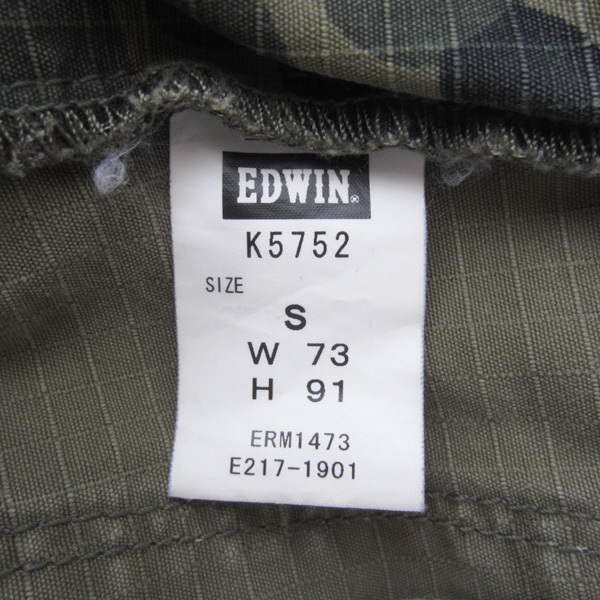 EDWIN®
K5752
SIZE
S
W 73
H 91
ERM1473
E217-1901